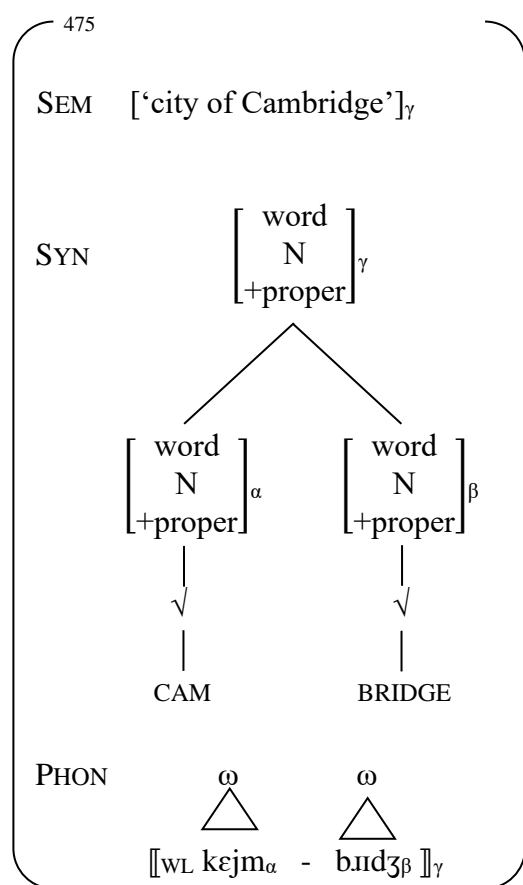 475
SEM [‘city of Cambridge’]γ
word
SYN N γ
+proper
word word
N N
+proper α +proper β
√ √
CAM BRIDGE
PHON ω ω
⟦WL kɛjmα - bɹɪdʒβ ⟧γ